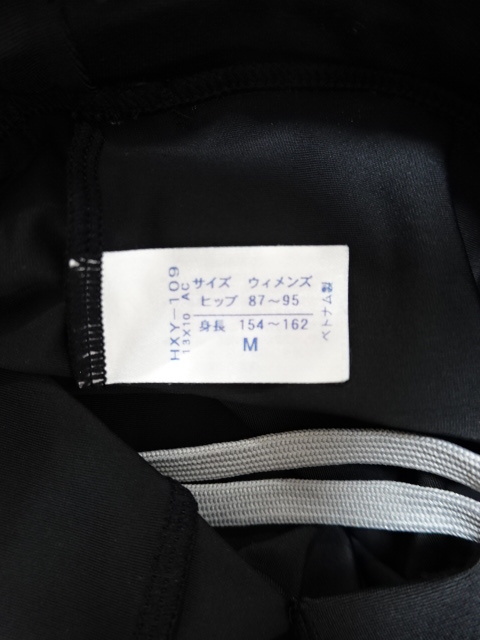 サイズ ウィメンズ
ヒップ 87～95
身長 154～162
M
HXY-109
13X10 AC
ベトナム製